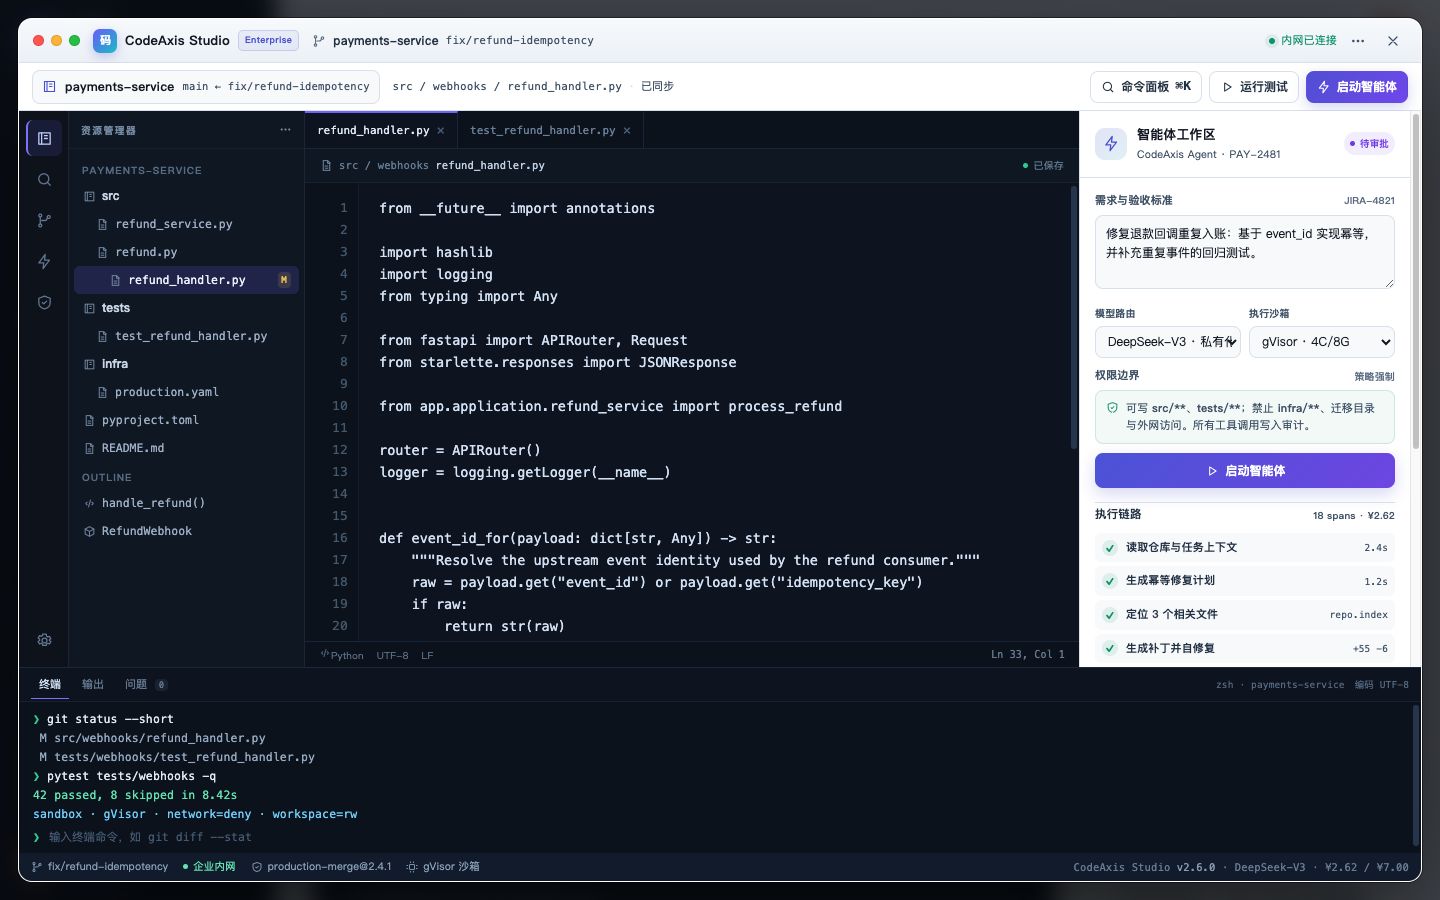 码 CodeAxis Studio Enterprise payments-service fix/refund-idempotency 内网已连接
payments-service main ← fix/refund-idempotency src / webhooks / refund_handler.py · 已同步 命令面板 ⌘K 运行测试 启动智能体
资源管理器
PAYMENTS-SERVICE
src
refund_service.py
refund.py
refund_handler.py M
tests
test_refund_handler.py
infra
production.yaml
pyproject.toml
README.md
OUTLINE
handle_refund()
RefundWebhook
refund_handler.py × test_refund_handler.py ×
src / webhooks refund_handler.py 已保存
1 from __future__ import annotations
2
3 import hashlib
4 import logging
5 from typing import Any
6
7 from fastapi import APIRouter, Request
8 from starlette.responses import JSONResponse
9
10 from app.application.refund_service import process_refund
11
12 router = APIRouter()
13 logger = logging.getLogger(__name__)
14
15
16 def event_id_for(payload: dict[str, Any]) -> str:
17 """Resolve the upstream event identity used by the refund consumer."""
18 raw = payload.get("event_id") or payload.get("idempotency_key")
19 if raw:
20 return str(raw)
Python UTF-8 LF Ln 33, Col 1
智能体工作区
CodeAxis Agent · PAY-2481
待审批
需求与验收标准 JIRA-4821
修复退款回调重复入账：基于 event_id 实现幂等，
并补充重复事件的回归测试。
模型路由 执行沙箱
DeepSeek-V3 · 私有 gVisor · 4C/8G
权限边界 策略强制
可写 src/**、tests/**；禁止 infra/**、迁移目录
与外网访问。所有工具调用写入审计。
启动智能体
执行链路 18 spans · ¥2.62
读取仓库与任务上下文 2.4s
生成幂等修复计划 1.2s
定位 3 个相关文件 repo.index
生成补丁并自修复 +55 -6
终端 输出 问题 0 zsh · payments-service 编码 UTF-8
❯ git status --short
M src/webhooks/refund_handler.py
M tests/webhooks/test_refund_handler.py
❯ pytest tests/webhooks -q
42 passed, 8 skipped in 8.42s
sandbox · gVisor · network=deny · workspace=rw
❯ 输入终端命令，如 git diff --stat
fix/refund-idempotency 企业内网 production-merge@2.4.1 gVisor 沙箱 CodeAxis Studio v2.6.0 · DeepSeek-V3 · ¥2.62 / ¥7.00